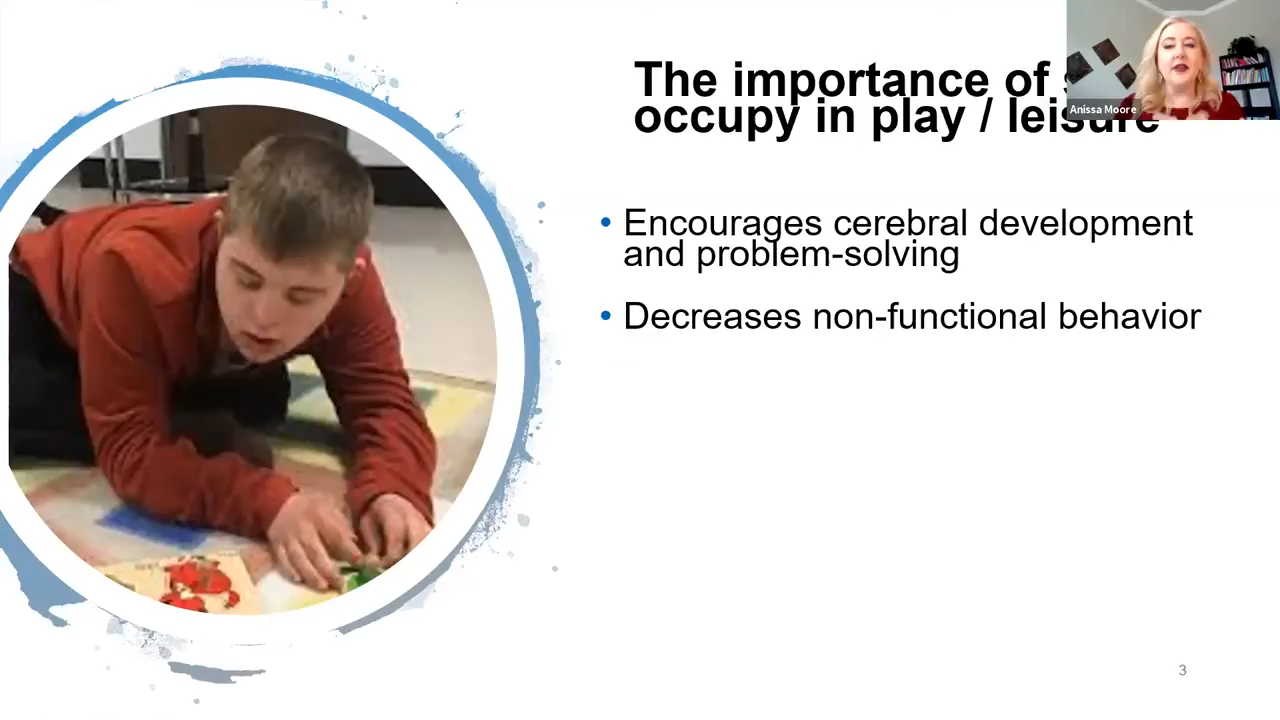 The importance of
occupy in play / leisure
Anissa Moore
• Encourages cerebral development
and problem-solving
• Decreases non-functional behavior
3